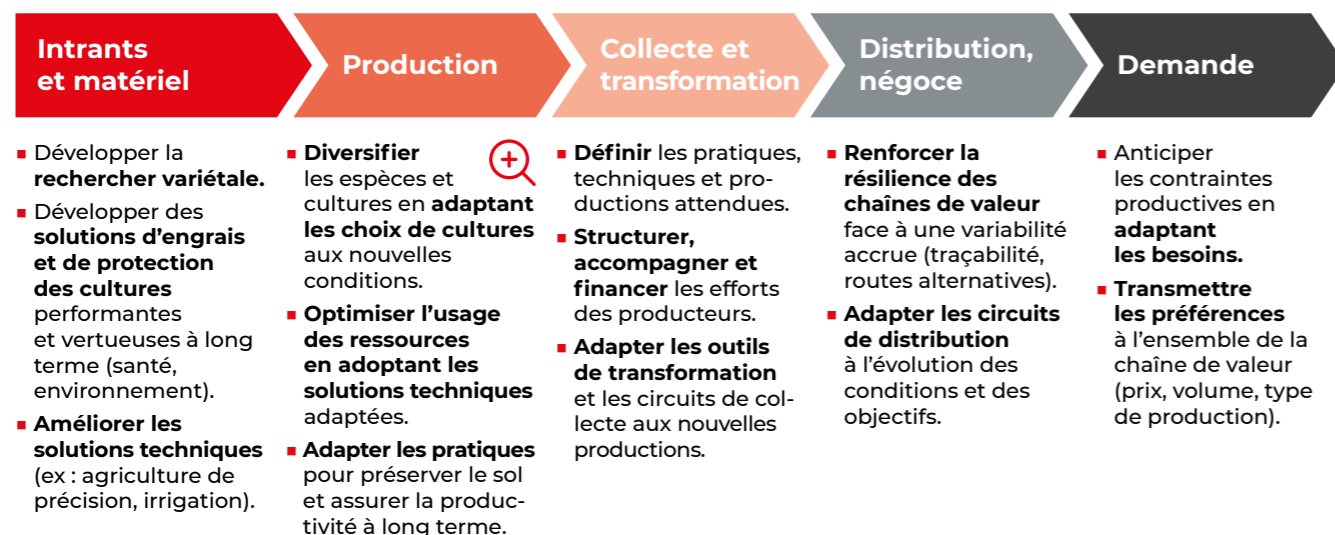 Intrants
et matériel
Production
Collecte et
transformation
Distribution,
négoce
Demande
▪ Développer la
rechercher variétale.
▪ Développer des
solutions d’engrais
et de protection
des cultures
performantes
et vertueuses à long
terme (santé,
environnement).
▪ Améliorer les
solutions techniques
(ex : agriculture de
précision, irrigation).
▪ Diversifier
les espèces et
cultures en adaptant
les choix de cultures
aux nouvelles
conditions.
▪ Optimiser l’usage
des ressources
en adoptant les
solutions techniques
adaptées.
▪ Adapter les pratiques
pour préserver le sol
et assurer la produc-
tivité à long terme.
▪ Définir les pratiques,
techniques et pro-
ductions attendues.
▪ Structurer,
accompagner et
financer les efforts
des producteurs.
▪ Adapter les outils
de transformation
et les circuits de col-
lecte aux nouvelles
productions.
▪ Renforcer la
résilience des
chaînes de valeur
face à une variabilité
accrue (traçabilité,
routes alternatives).
▪ Adapter les circuits
de distribution
à l’évolution des
conditions et des
objectifs.
▪ Anticiper
les contraintes
productives en
adaptant
les besoins.
▪ Transmettre
les préférences
à l’ensemble de la
chaîne de valeur
(prix, volume, type
de production).